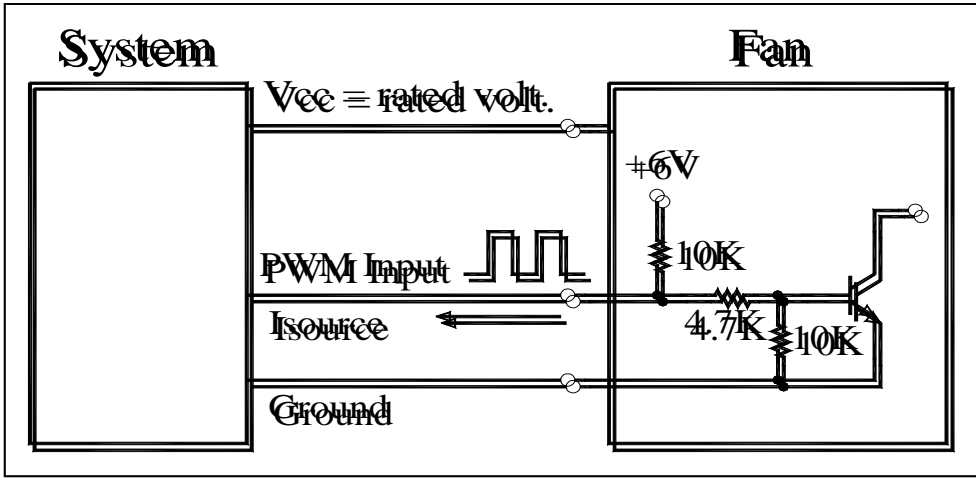 System
Fan
Vcc = rated volt.
+6V
10K
PWM Input
Isource
4.7K
10K
Ground